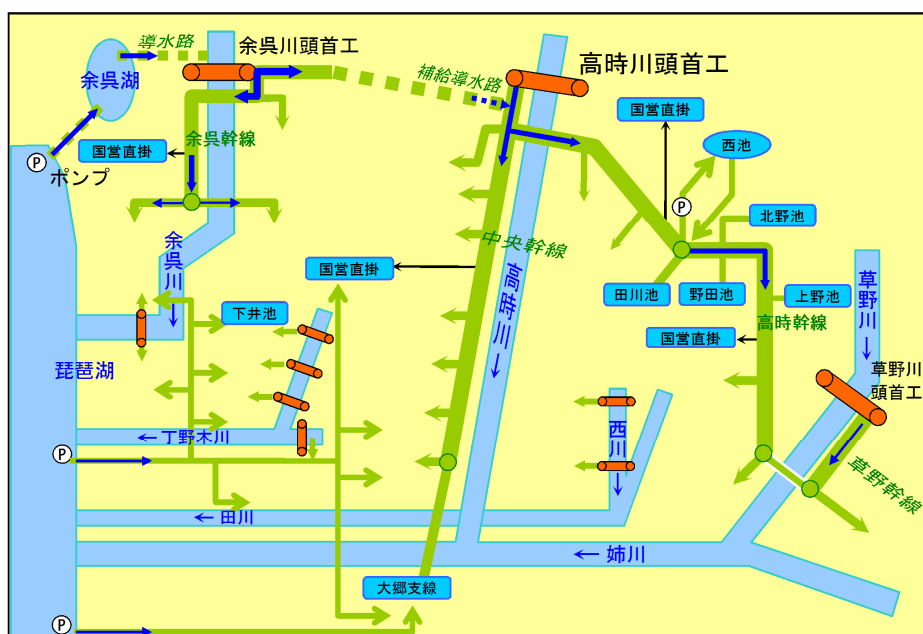 導水路
余呉川頭首工
余呉湖
補給導水路
高時川頭首工
国営直掛
西池
余呉幹線
国営直掛
P
ポンプ
P
北野池
余呉川
中央幹線
国営直掛
高時川
田川池
野田池
上野池
草野川
下井池
高時幹線
国営直掛
琵琶湖
草野川
頭首工
丁野木川
西川
P
草野幹線
田川
姉川
大郷支線
P